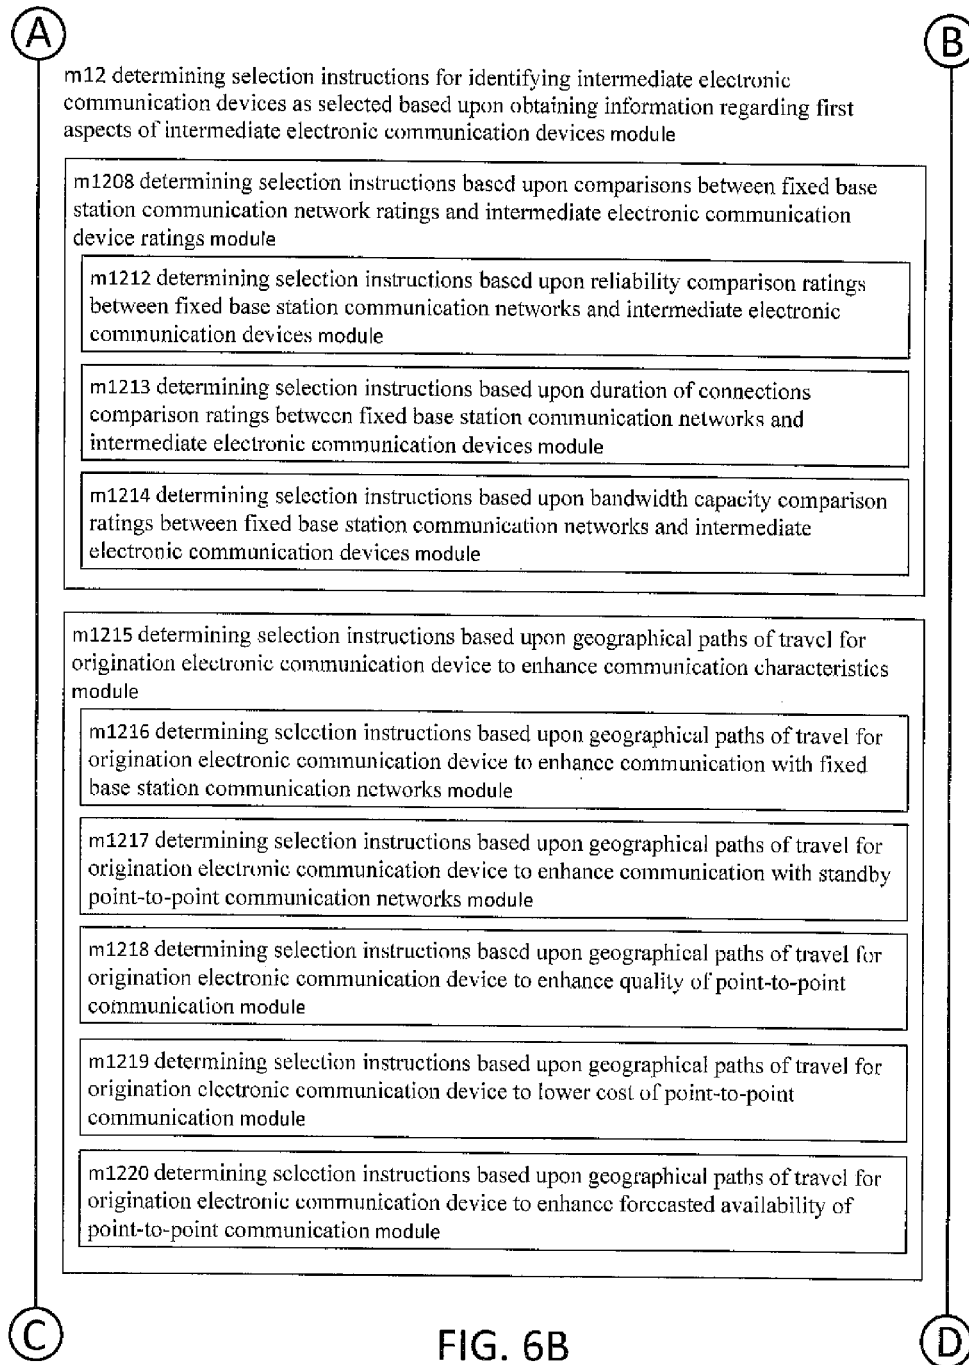 A
B
m12 determining selection instructions for identifying intermediate electronic
communication devices as selected based upon obtaining information regarding first
aspects of intermediate electronic communication devices module
m1208 determining selection instructions based upon comparisons between fixed base
station communication network ratings and intermediate electronic communication
device ratings module
m1212 determining selection instructions based upon reliability comparison ratings
between fixed base station communication networks and intermediate electronic
communication devices module
m1213 determining selection instructions based upon duration of connections
comparison ratings between fixed base station communication networks and
intermediate electronic communication devices module
m1214 determining selection instructions based upon bandwidth capacity comparison
ratings between fixed base station communication networks and intermediate
electronic communication devices module
m1215 determining selection instructions based upon geographical paths of travel for
origination electronic communication device to enhance communication characteristics
module
m1216 determining selection instructions based upon geographical paths of travel for
origination electronic communication device to enhance communication with fixed
base station communication networks module
m1217 determining selection instructions based upon geographical paths of travel for
origination electronic communication device to enhance communication with standby
point-to-point communication networks module
m1218 determining selection instructions based upon geographical paths of travel for
origination electronic communication device to enhance quality of point-to-point
communication module
m1219 determining selection instructions based upon geographical paths of travel for
origination electronic communication device to lower cost of point-to-point
communication module
m1220 determining selection instructions based upon geographical paths of travel for
origination electronic communication device to enhance forecasted availability of
point-to-point communication module
C
FIG. 6B
D